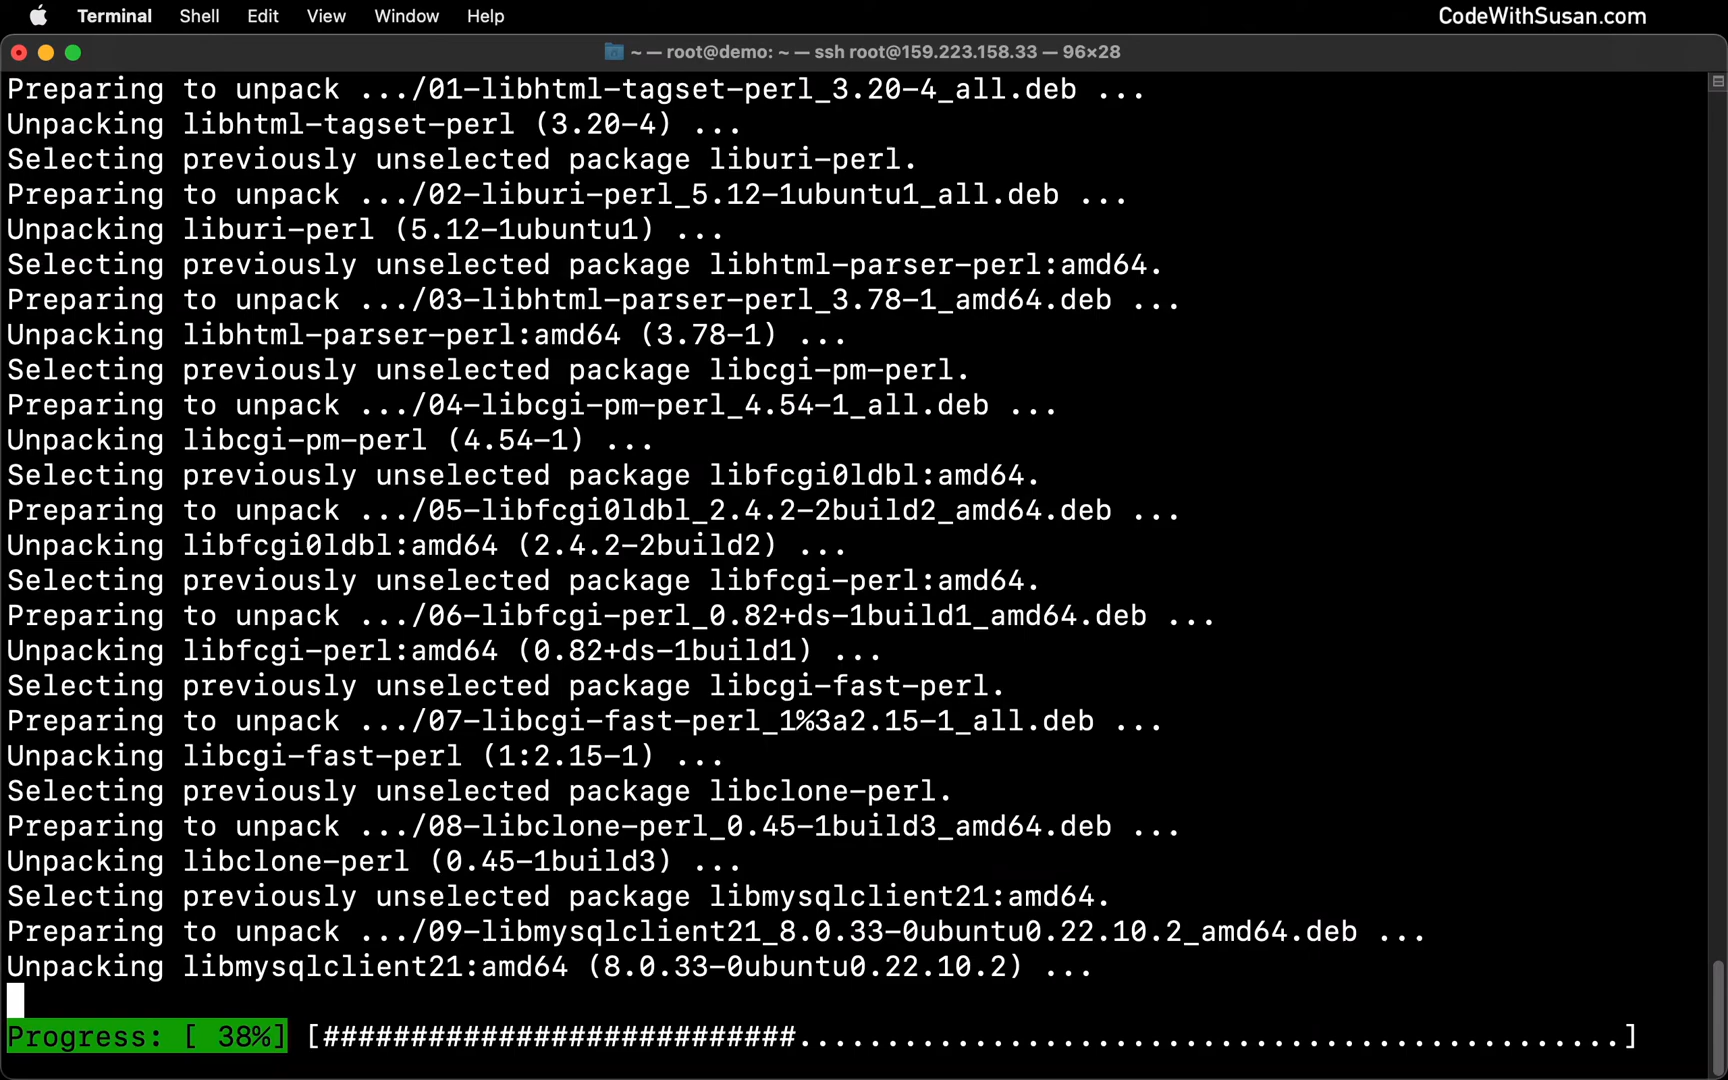 Terminal Shell Edit View Window Help CodeWithSusan.com
~ — root@demo: ~ — ssh root@159.223.158.33 — 96×28
Preparing to unpack .../01-libhtml-tagset-perl_3.20-4_all.deb ...
Unpacking libhtml-tagset-perl (3.20-4) ...
Selecting previously unselected package liburi-perl.
Preparing to unpack .../02-liburi-perl_5.12-1ubuntu1_all.deb ...
Unpacking liburi-perl (5.12-1ubuntu1) ...
Selecting previously unselected package libhtml-parser-perl:amd64.
Preparing to unpack .../03-libhtml-parser-perl_3.78-1_amd64.deb ...
Unpacking libhtml-parser-perl:amd64 (3.78-1) ...
Selecting previously unselected package libcgi-pm-perl.
Preparing to unpack .../04-libcgi-pm-perl_4.54-1_all.deb ...
Unpacking libcgi-pm-perl (4.54-1) ...
Selecting previously unselected package libfcgi0ldbl:amd64.
Preparing to unpack .../05-libfcgi0ldbl_2.4.2-2build2_amd64.deb ...
Unpacking libfcgi0ldbl:amd64 (2.4.2-2build2) ...
Selecting previously unselected package libfcgi-perl:amd64.
Preparing to unpack .../06-libfcgi-perl_0.82+ds-1build1_amd64.deb ...
Unpacking libfcgi-perl:amd64 (0.82+ds-1build1) ...
Selecting previously unselected package libcgi-fast-perl.
Preparing to unpack .../07-libcgi-fast-perl_1%3a2.15-1_all.deb ...
Unpacking libcgi-fast-perl (1:2.15-1) ...
Selecting previously unselected package libclone-perl.
Preparing to unpack .../08-libclone-perl_0.45-1build3_amd64.deb ...
Unpacking libclone-perl (0.45-1build3) ...
Selecting previously unselected package libmysqlclient21:amd64.
Preparing to unpack .../09-libmysqlclient21_8.0.33-0ubuntu0.22.10.2_amd64.deb ...
Unpacking libmysqlclient21:amd64 (8.0.33-0ubuntu0.22.10.2) ...
Progress: [ 38%] [###########################...............................................]